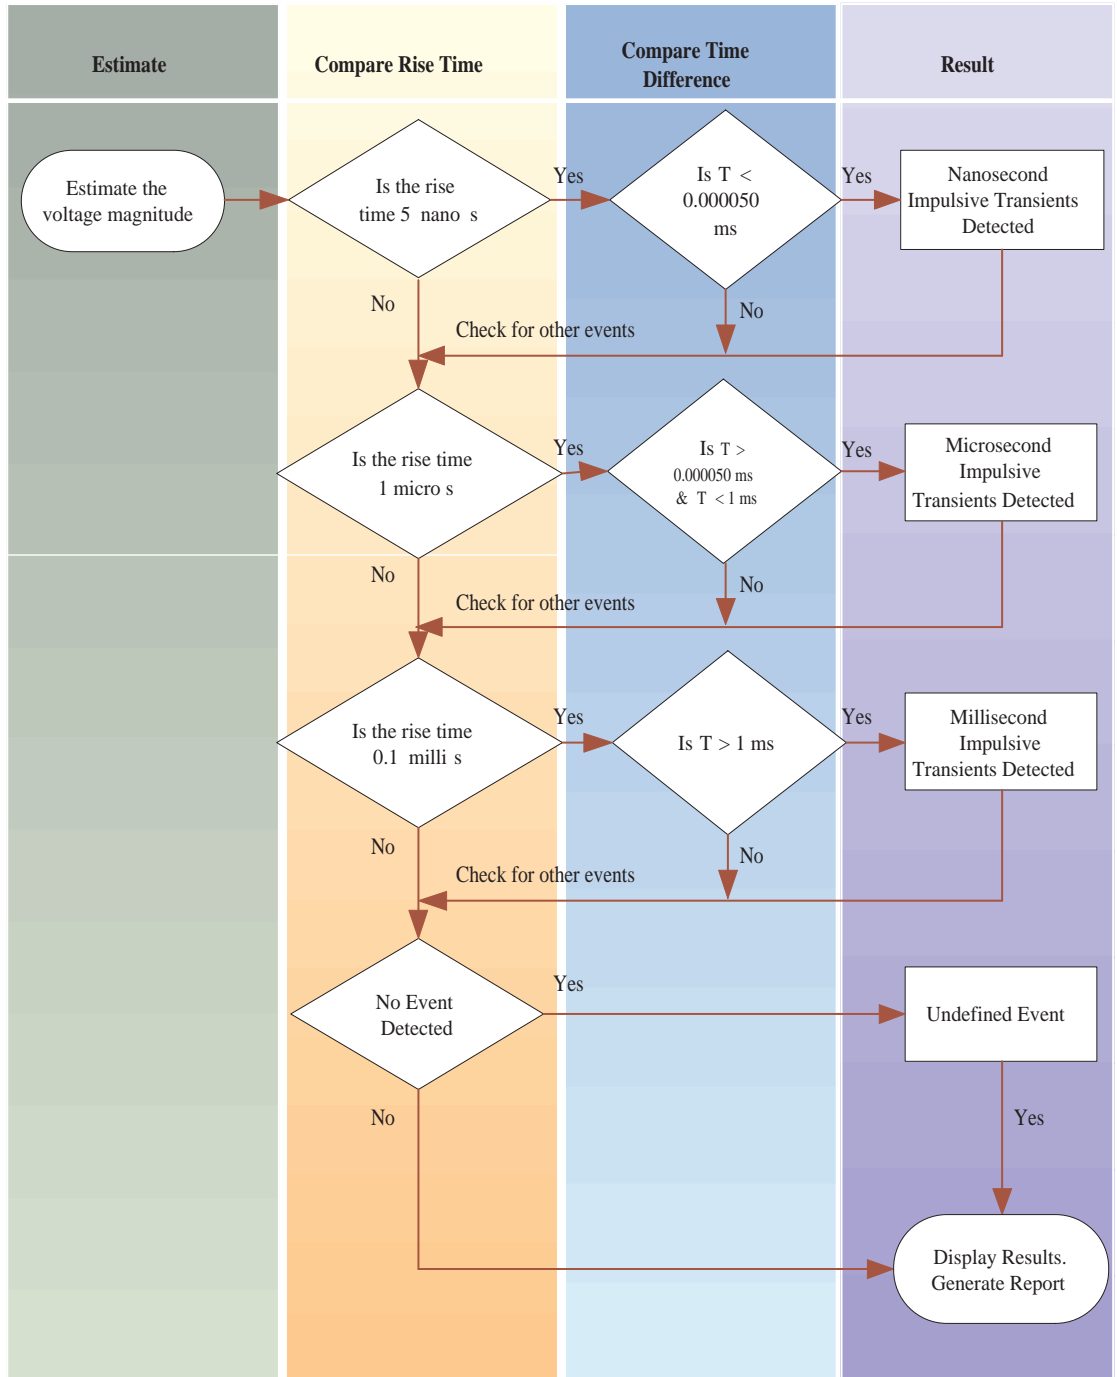 Estimate
Compare Rise Time
Compare Time
Difference
Result
Estimate the
voltage magnitude
Is the rise
time 5 nano s
Yes
Is T <
0.000050
ms
Yes
Nanosecond
Impulsive Transients
Detected
No
No
Check for other events
Is the rise time
1 micro s
Yes
Is T >
0.000050 ms
& T < 1 ms
Yes
Microsecond
Impulsive
Transients Detected
No
No
Check for other events
Is the rise time
0.1 milli s
Yes
Is T > 1 ms
Yes
Millisecond
Impulsive
Transients Detected
No
No
Check for other events
No Event
Detected
Yes
Undefined Event
No
Yes
Display Results.
Generate Report